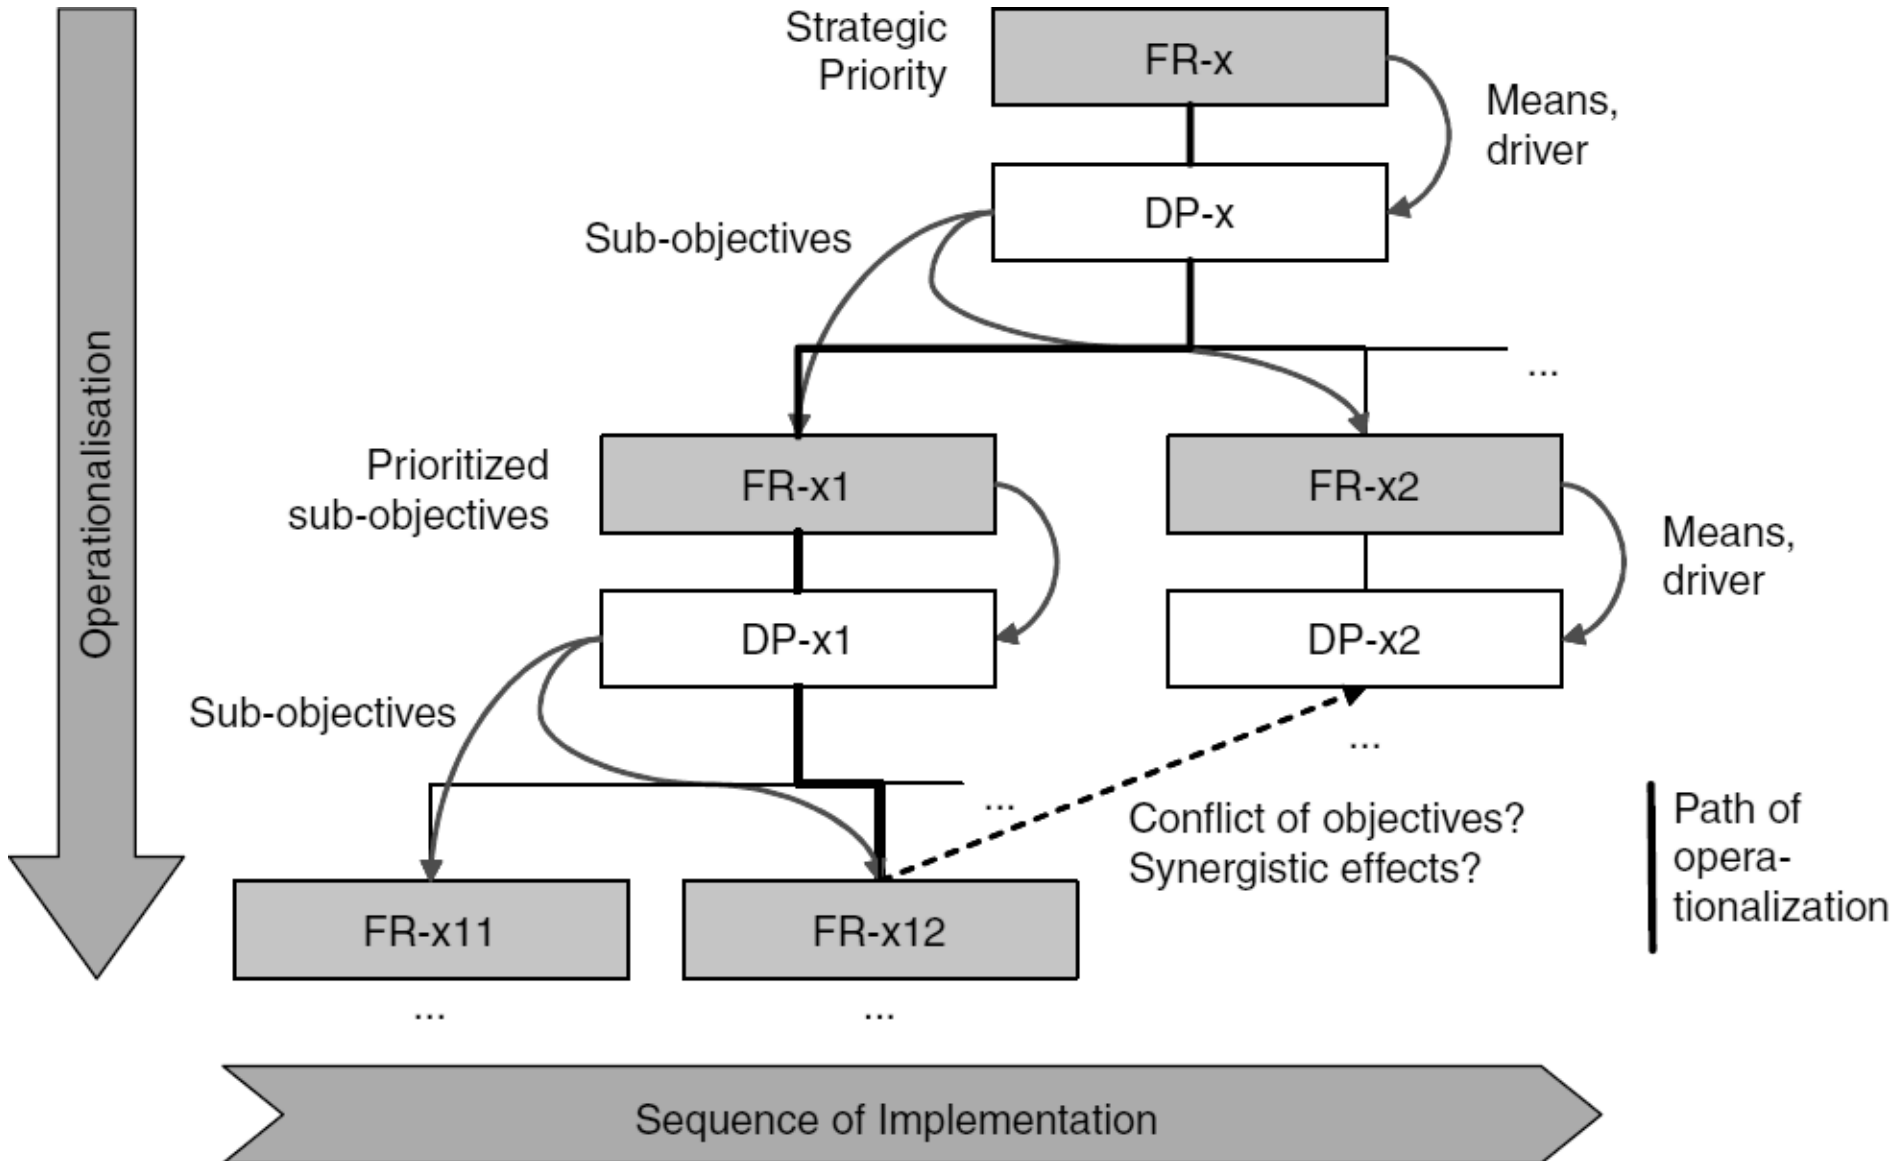 Strategic
Priority
FR-x
Means,
driver
DP-x
Sub-objectives
...
Operationalisation
Prioritized
sub-objectives
FR-x1
FR-x2
Means,
driver
DP-x1
DP-x2
Sub-objectives
...
...
Conflict of objectives?
Synergistic effects?
Path of
opera-
tionalization
FR-x11
FR-x12
...
...
Sequence of Implementation